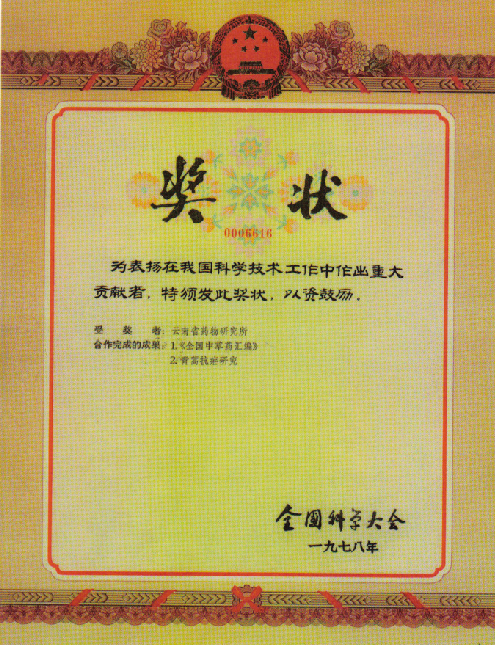 奖 状
0006616
为表扬在我国科学技术工作中作出重大
贡献者，特颁发此奖状，以资鼓励。
受 奖 者：云南省药物研究所
合作完成的成果：1.《全国中草药汇编》
2.青蒿抗疟研究
全国科学大会
一九七八年